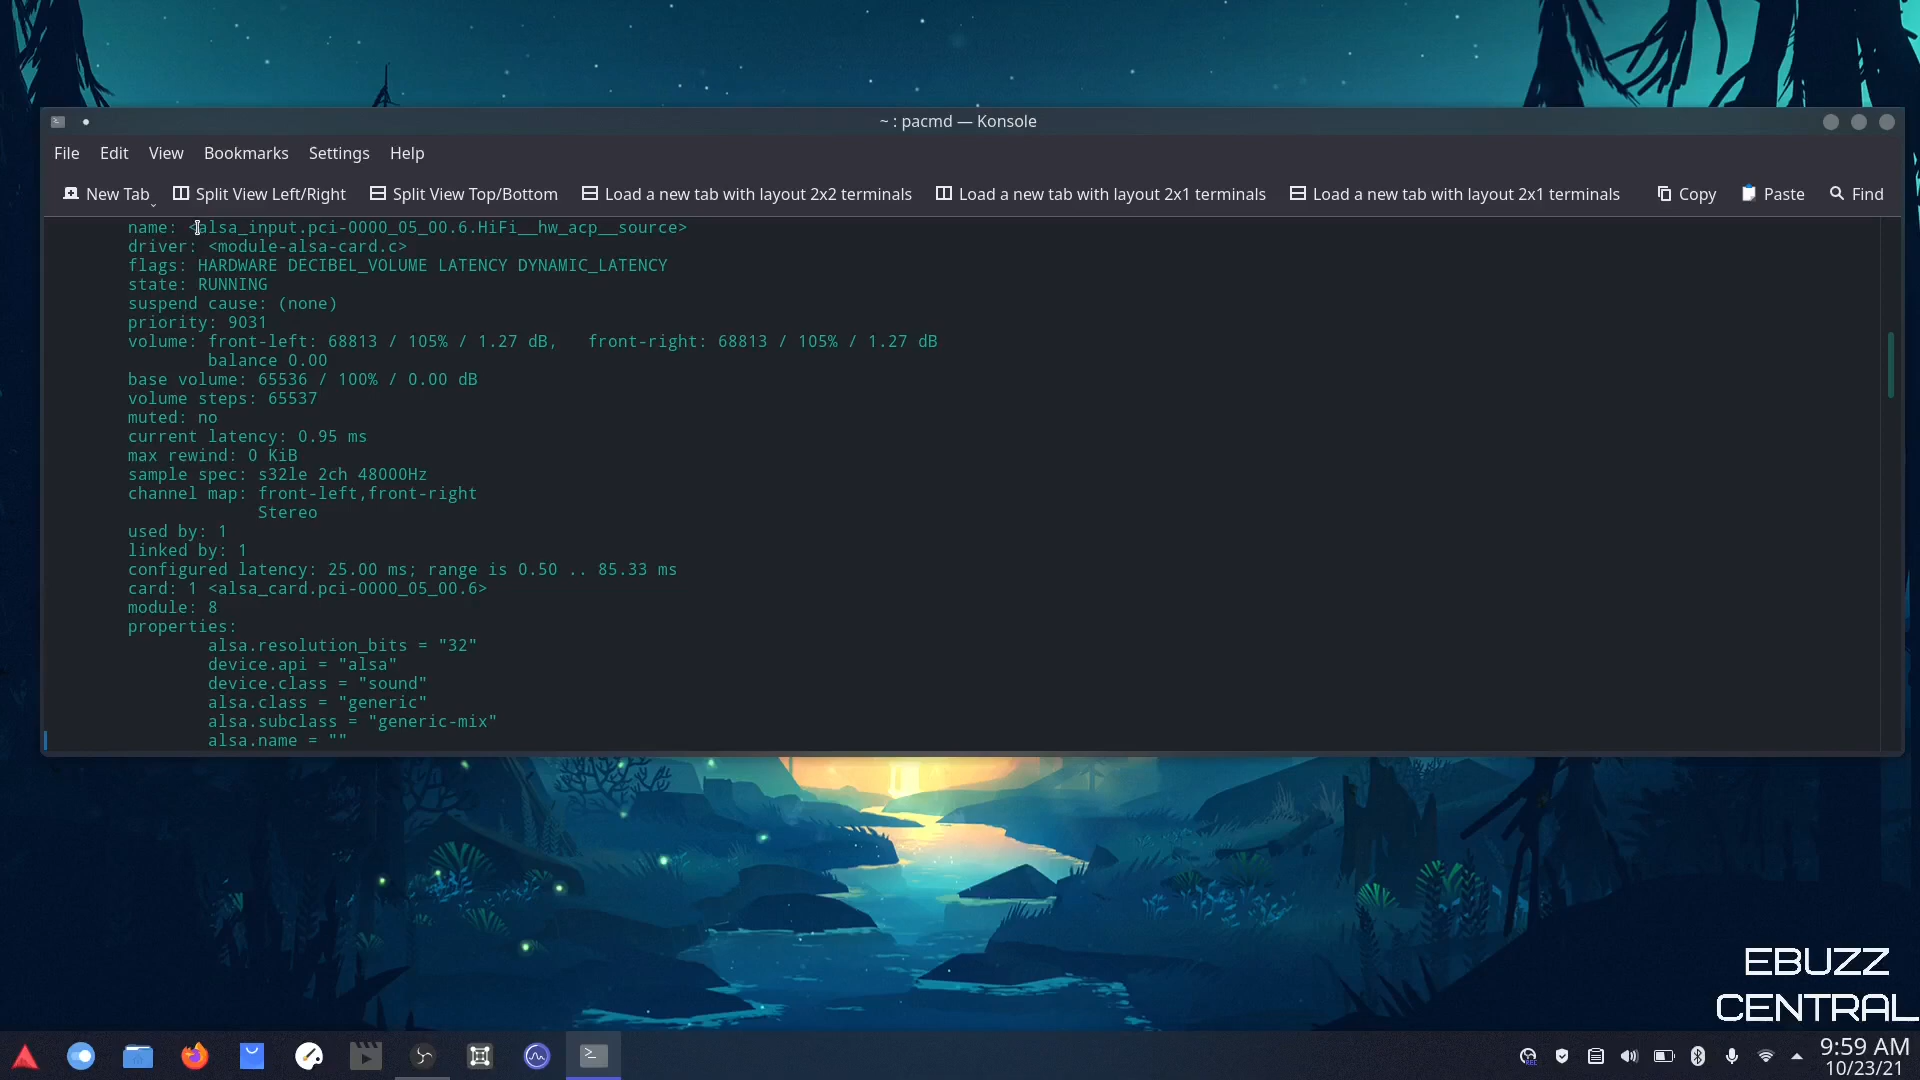 ~ : pacmd — Konsole
File Edit View Bookmarks Settings Help
New Tab Split View Left/Right Split View Top/Bottom Load a new tab with layout 2x2 terminals Load a new tab with layout 2x1 terminals Load a new tab with layout 2x1 terminals Copy Paste Find
name: <alsa_input.pci-0000_05_00.6.HiFi__hw_acp__source>
driver: <module-alsa-card.c>
flags: HARDWARE DECIBEL_VOLUME LATENCY DYNAMIC_LATENCY
state: RUNNING
suspend cause: (none)
priority: 9031
volume: front-left: 68813 / 105% / 1.27 dB,   front-right: 68813 / 105% / 1.27 dB
balance 0.00
base volume: 65536 / 100% / 0.00 dB
volume steps: 65537
muted: no
current latency: 0.95 ms
max rewind: 0 KiB
sample spec: s32le 2ch 48000Hz
channel map: front-left,front-right
Stereo
used by: 1
linked by: 1
configured latency: 25.00 ms; range is 0.50 .. 85.33 ms
card: 1 <alsa_card.pci-0000_05_00.6>
module: 8
properties:
alsa.resolution_bits = "32"
device.api = "alsa"
device.class = "sound"
alsa.class = "generic"
alsa.subclass = "generic-mix"
alsa.name = ""
EBUZZ
CENTRAL
9:59 AM
10/23/21